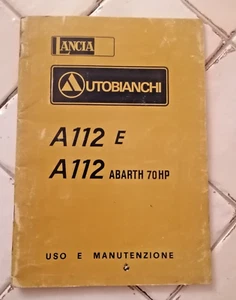 LANCIA
AUTOBIANCHI
A112 E
A112 ABARTH 70HP
USO E MANUTENZIONE